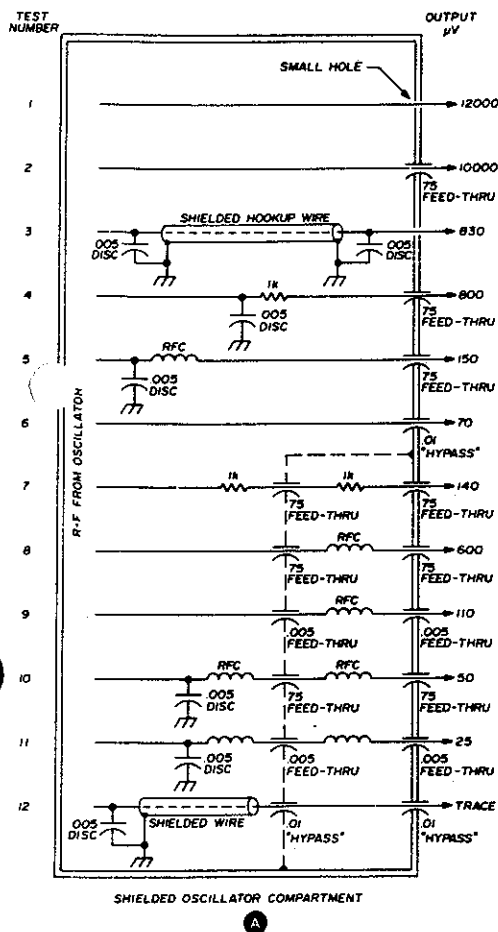 TEST
NUMBER
OUTPUT
µV
SMALL HOLE
1
12000
2
10000
75
FEED-THRU
3
SHIELDED HOOKUP WIRE
830
.005
DISC
.005
DISC
4
1k
800
.005
DISC
75
FEED-THRU
5
RFC
150
.005
DISC
75
FEED-THRU
R-F FROM OSCILLATOR
6
70
.01
"HYPASS"
7
1k
1k
140
75
FEED-THRU
75
FEED-THRU
8
RFC
600
75
FEED-THRU
75
FEED-THRU
9
RFC
110
.005
FEED-THRU
.005
FEED-THRU
10
RFC
RFC
50
.005
DISC
75
FEED-THRU
75
FEED-THRU
11
25
.005
DISC
.005
FEED-THRU
.005
FEED-THRU
12
TRACE
.005
DISC
SHIELDED WIRE
.01
"HYPASS"
.01
"HYPASS"
SHIELDED OSCILLATOR COMPARTMENT
A